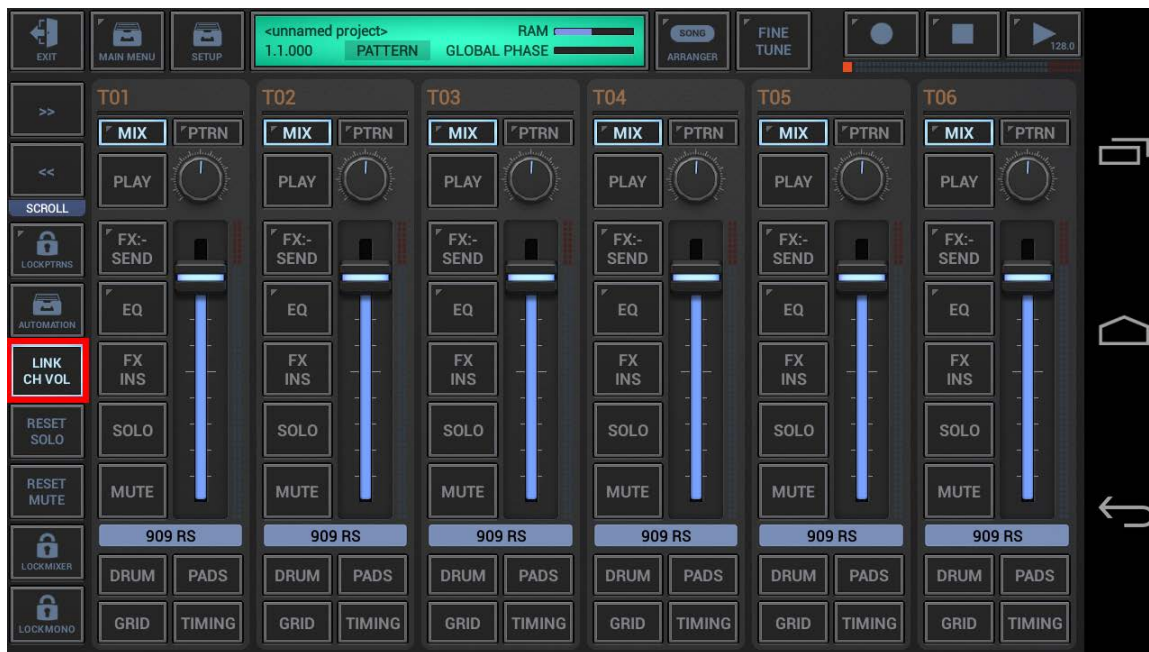 EXIT
MAIN MENU
SETUP
<unnamed project>
RAM
1.1.000
PATTERN
GLOBAL PHASE
SONG
ARRANGER
FINE
TUNE
128.0
>>
<<
SCROLL
LOCKPTRNS
AUTOMATION
LINK
CH VOL
RESET
SOLO
RESET
MUTE
LOCKMIXER
LOCKMONO
T01
MIX
PTRN
PLAY
FX:-
SEND
EQ
FX
INS
SOLO
MUTE
909 RS
DRUM
PADS
GRID
TIMING
T02
MIX
PTRN
PLAY
FX:-
SEND
EQ
FX
INS
SOLO
MUTE
909 RS
DRUM
PADS
GRID
TIMING
T03
MIX
PTRN
PLAY
FX:-
SEND
EQ
FX
INS
SOLO
MUTE
909 RS
DRUM
PADS
GRID
TIMING
T04
MIX
PTRN
PLAY
FX:-
SEND
EQ
FX
INS
SOLO
MUTE
909 RS
DRUM
PADS
GRID
TIMING
T05
MIX
PTRN
PLAY
FX:-
SEND
EQ
FX
INS
SOLO
MUTE
909 RS
DRUM
PADS
GRID
TIMING
T06
MIX
PTRN
PLAY
FX:-
SEND
EQ
FX
INS
SOLO
MUTE
909 RS
DRUM
PADS
GRID
TIMING